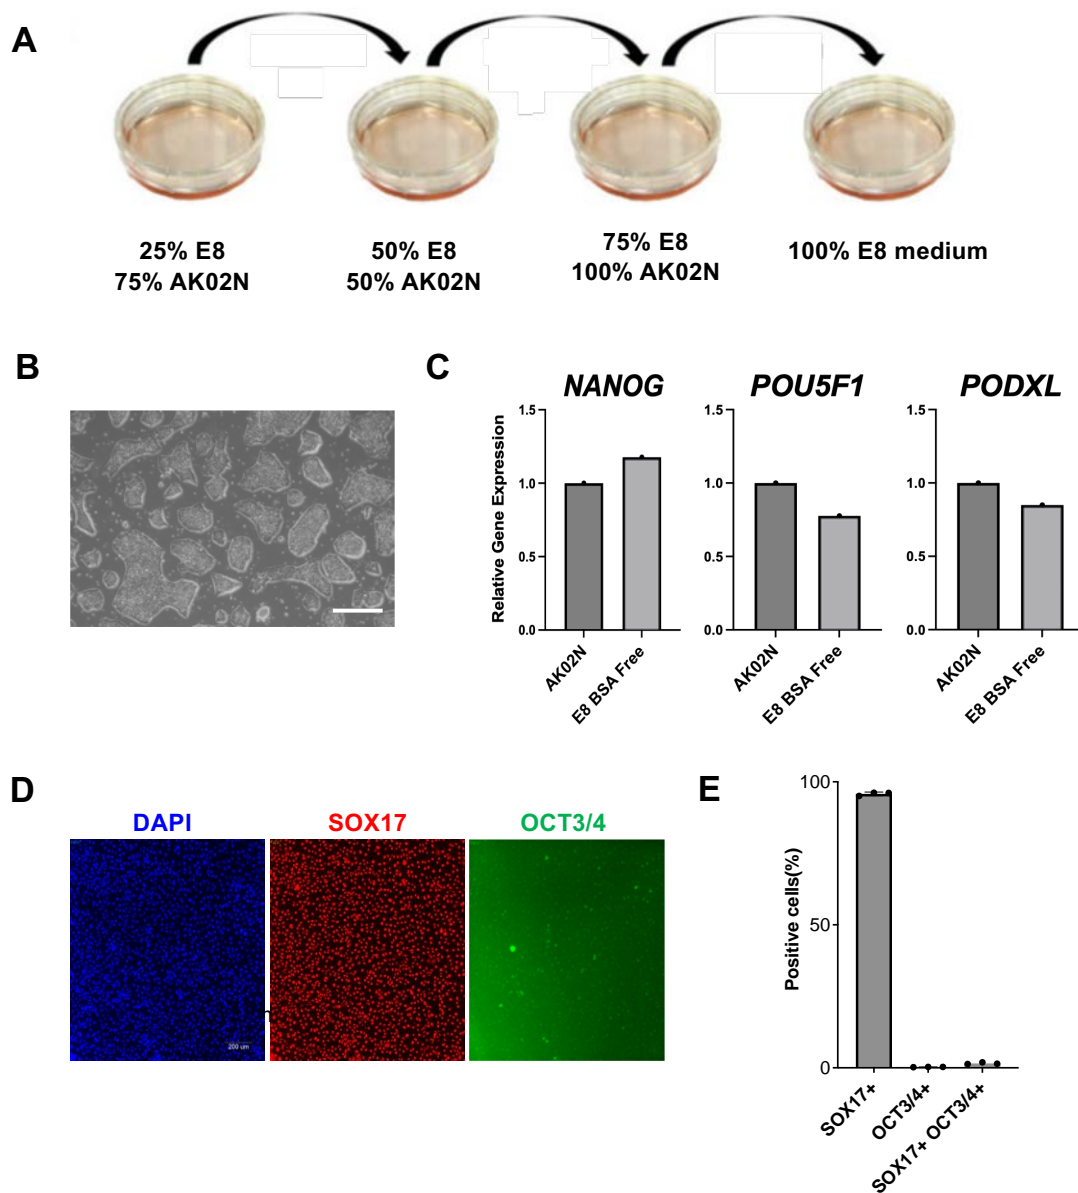 A
25% E8
75% AK02N
50% E8
50% AK02N
75% E8
100% AK02N
100% E8 medium
B
C
NANOG
POU5F1
PODXL
Relative Gene Expression
1.5
1.0
0.5
0.0
AK02N
E8 BSA Free
1.5
1.0
0.5
0.0
AK02N
E8 BSA Free
1.5
1.0
0.5
0.0
AK02N
E8 BSA Free
D
DAPI
SOX17
OCT3/4
200 um
E
Positive cells(%)
100
50
0
SOX17+
OCT3/4+
SOX17+ OCT3/4+